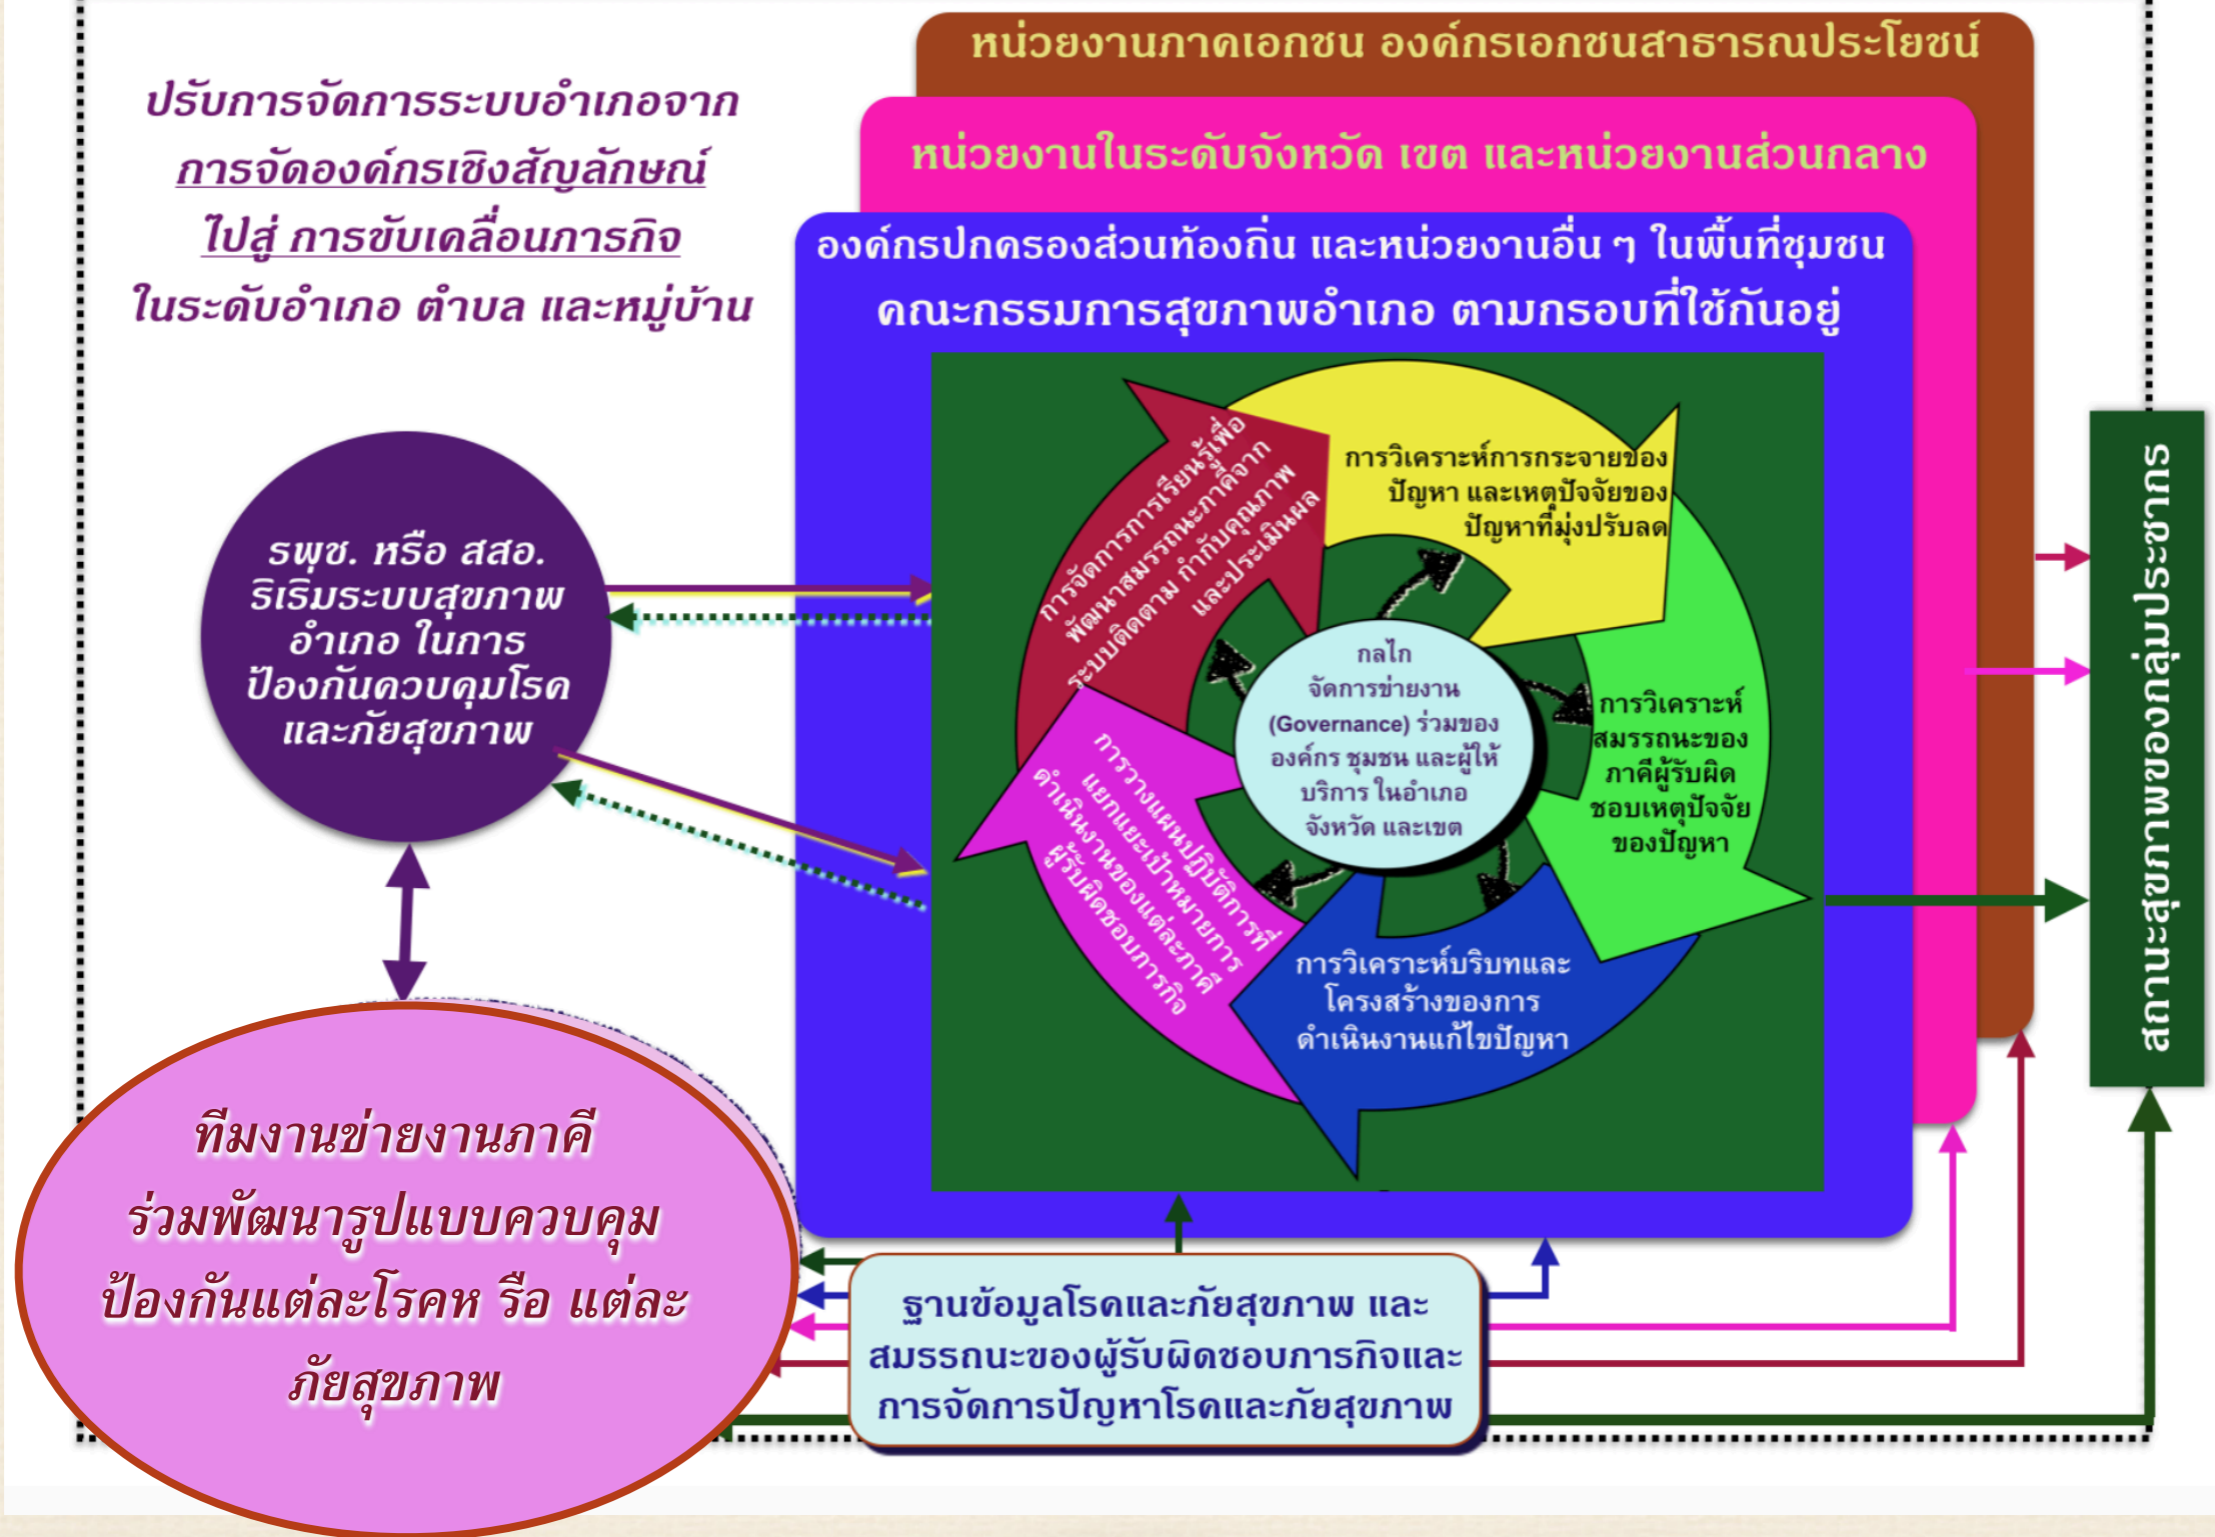 หน่วยงานภาคเอกชน องค์กรเอกชนสาธารณประโยชน์
หน่วยงานในระดับจังหวัด เขต และหน่วยงานส่วนกลาง
องค์กรปกครองส่วนท้องถิ่น และหน่วยงานอื่น ๆ ในพื้นที่ชุมชน
คณะกรรมการสุขภาพอำเภอ ตามกรอบที่ใช้กันอยู่
ปรับการจัดการระบบอำเภอจาก
การจัดองค์กรเชิงสัญลักษณ์
ไปสู่ การขับเคลื่อนภารกิจ
ในระดับอำเภอ ตำบล และหมู่บ้าน
รพช. หรือ สสอ.
ริเริ่มระบบสุขภาพ
อำเภอ ในการ
ป้องกันควบคุมโรค
และภัยสุขภาพ
การวิเคราะห์การกระจายของ
ปัญหา และเหตุปัจจัยของ
ปัญหาที่มุ่งปรับลด
การวิเคราะห์
สมรรถนะของ
ภาคีผู้รับผิด
ชอบเหตุปัจจัย
ของปัญหา
การวิเคราะห์บริบทและ
โครงสร้างของการ
ดำเนินงานแก้ไขปัญหา
การวางแผนปฏิบัติการที่
แยกแยะเป้าหมายการ
ดำเนินงานของแต่ละภาคี
ผู้รับผิดชอบภารกิจ
การจัดการการเรียนรู้เพื่อ
พัฒนาสมรรถนะภาคีจาก
ระบบติดตาม กำกับคุณภาพ
และประเมินผล
กลไก
จัดการข่ายงาน
(Governance) ร่วมของ
องค์กร ชุมชน และผู้ให้
บริการ ในอำเภอ
จังหวัด และเขต
สถานะสุขภาพของกลุ่มประชากร
ทีมงานข่ายงานภาคี
ร่วมพัฒนารูปแบบควบคุม
ป้องกันแต่ละโรคห รือ แต่ละ
ภัยสุขภาพ
ฐานข้อมูลโรคและภัยสุขภาพ และ
สมรรถนะของผู้รับผิดชอบภารกิจและ
การจัดการปัญหาโรคและภัยสุขภาพ